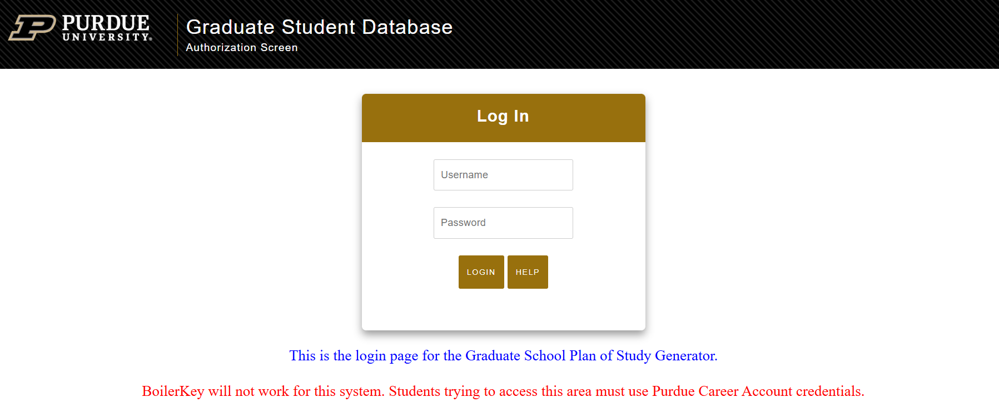 PURDUE
UNIVERSITY®
Graduate Student Database
Authorization Screen
Log In
Username
Password
LOGIN HELP
This is the login page for the Graduate School Plan of Study Generator.
BoilerKey will not work for this system. Students trying to access this area must use Purdue Career Account credentials.